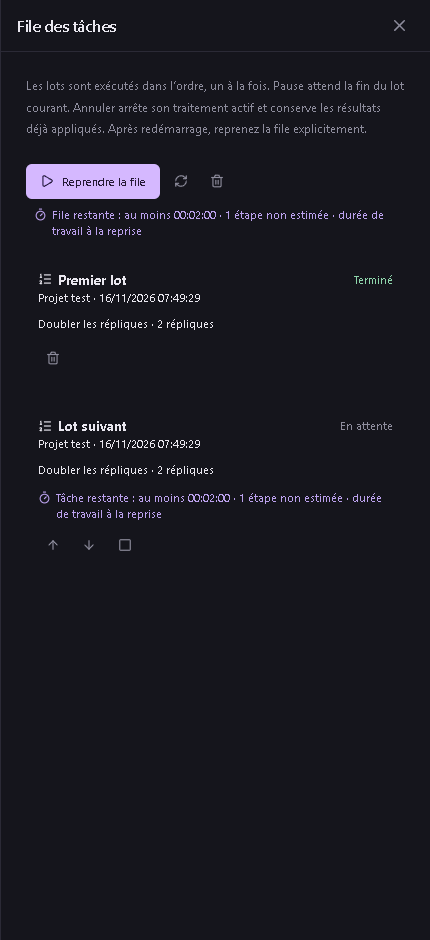 File des tâches
Les lots sont exécutés dans l'ordre, un à la fois. Pause attend la fin du lot
courant. Annuler arrête son traitement actif et conserve les résultats
déjà appliqués. Après redémarrage, reprenez la file explicitement.
Reprendre la file
File restante : au moins 00:02:00 · 1 étape non estimée · durée de
travail à la reprise
Premier lot
Terminé
Projet test · 16/11/2026 07:49:29
Doubler les répliques · 2 répliques
Lot suivant
En attente
Projet test · 16/11/2026 07:49:29
Doubler les répliques · 2 répliques
Tâche restante : au moins 00:02:00 · 1 étape non estimée · durée
de travail à la reprise